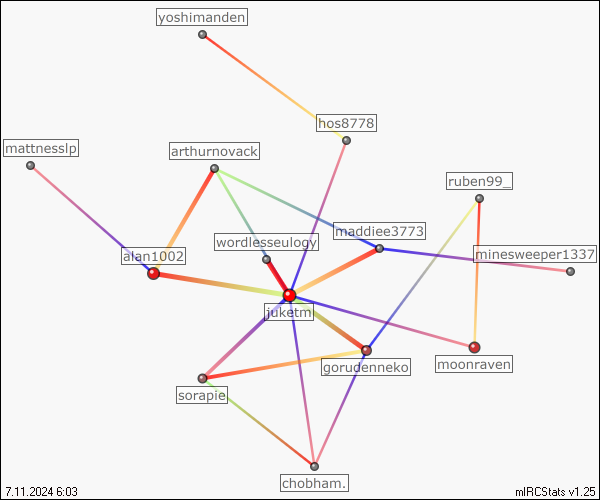 yoshimanden
hos8778
mattnesslp
arthurnovack
ruben99_
wordlesseulogy
maddiee3773
alan1002
minesweeper1337
juketm
gorudenneko
moonraven
sorapie
chobham.
7.11.2024 6:03
mIRCStats v1.25